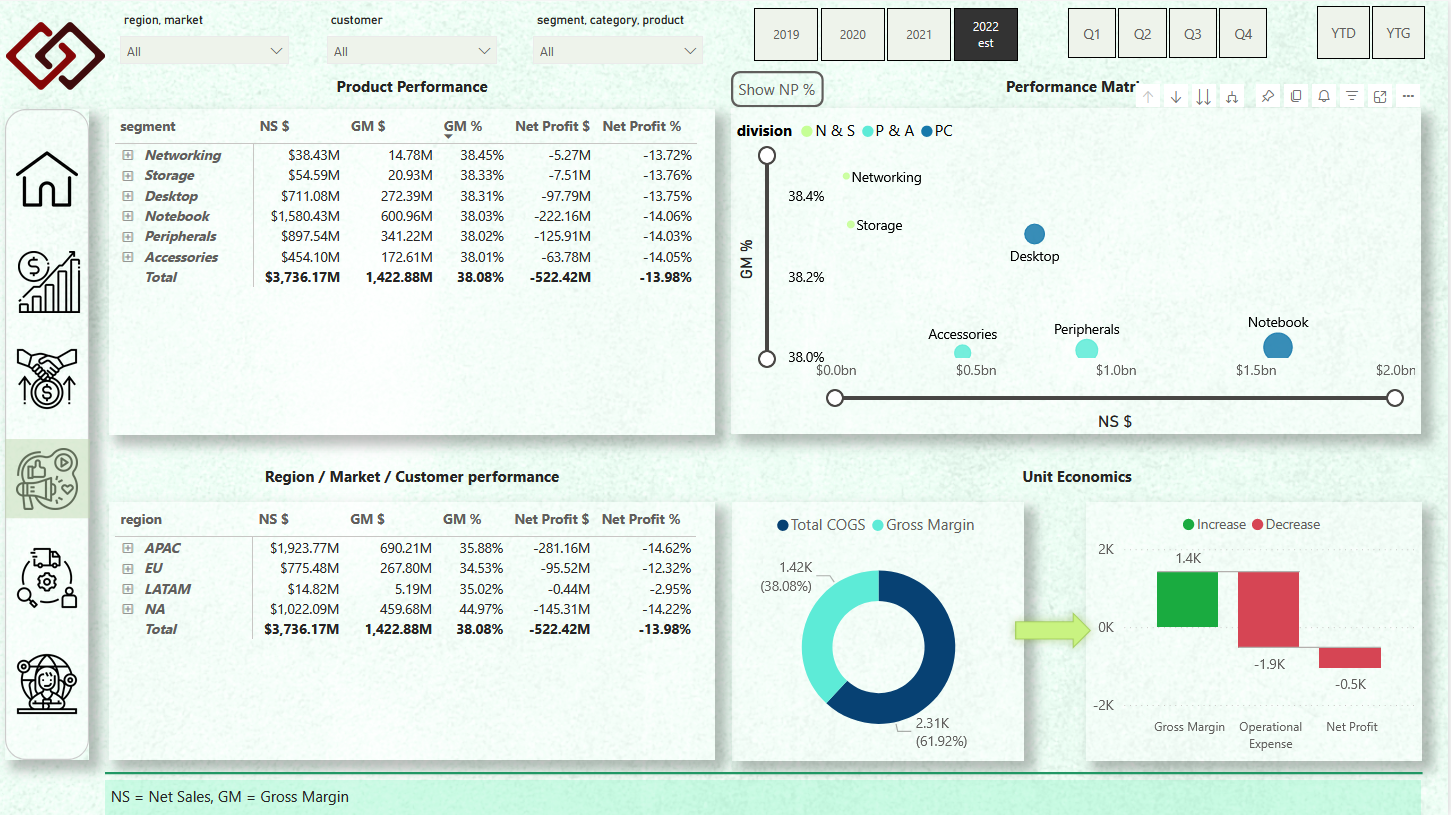 region, market
customer
segment, category, product
All
All
All
2019
2020
2021
2022
est
Q1
Q2
Q3
Q4
YTD
YTG
Product Performance
segment NS $ GM $ GM % Net Profit $ Net Profit %
Networking $38.43M 14.78M 38.45% -5.27M -13.72%
Storage $54.59M 20.93M 38.33% -7.51M -13.76%
Desktop $711.08M 272.39M 38.31% -97.79M -13.75%
Notebook $1,580.43M 600.96M 38.03% -222.16M -14.06%
Peripherals $897.54M 341.22M 38.02% -125.91M -14.03%
Accessories $454.10M 172.61M 38.01% -63.78M -14.05%
Total $3,736.17M 1,422.88M 38.08% -522.42M -13.98%
Show NP %
Performance Matr
division N & S P & A PC
GM %
38.4%
38.2%
38.0%
Networking
Storage
Desktop
Accessories
Peripherals
Notebook
$0.0bn $0.5bn $1.0bn $1.5bn $2.0bn
NS $
Region / Market / Customer performance
region NS $ GM $ GM % Net Profit $ Net Profit %
APAC $1,923.77M 690.21M 35.88% -281.16M -14.62%
EU $775.48M 267.80M 34.53% -95.52M -12.32%
LATAM $14.82M 5.19M 35.02% -0.44M -2.95%
NA $1,022.09M 459.68M 44.97% -145.31M -14.22%
Total $3,736.17M 1,422.88M 38.08% -522.42M -13.98%
Unit Economics
Total COGS Gross Margin
1.42K
(38.08%)
2.31K
(61.92%)
Increase Decrease
2K
0K
-2K
1.4K
-1.9K
-0.5K
Gross Margin
Operational
Expense
Net Profit
NS = Net Sales, GM = Gross Margin